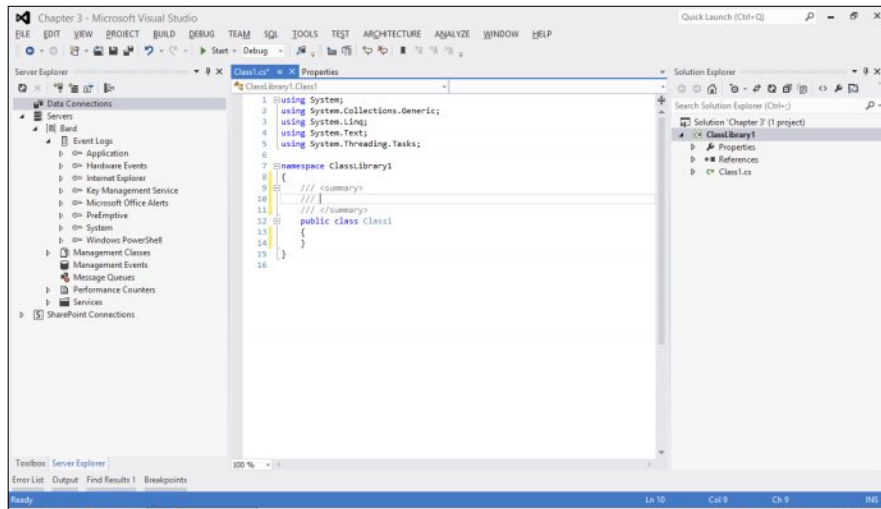 Chapter 3 - Microsoft Visual Studio
Quick Launch (Ctrl+Q)
FILE EDIT VIEW PROJECT BUILD DEBUG TEAM SQL TOOLS TEST ARCHITECTURE ANALYZE WINDOW HELP
Start Debug
Server Explorer
Data Connections
Servers
Bard
Event Logs
Application
Hardware Events
Internet Explorer
Key Management Service
Microsoft Office Alerts
PreEmptive
System
Windows PowerShell
Management Classes
Management Events
Message Queues
Performance Counters
Services
SharePoint Connections
Toolbox Server Explorer
Class1.cs* Properties
ClassLibrary1.Class1
1 using System;
2 using System.Collections.Generic;
3 using System.Linq;
4 using System.Text;
5 using System.Threading.Tasks;
6
7 namespace ClassLibrary1
8 {
9 /// <summary>
10 ///
11 /// </summary>
12 public class Class1
13 {
14 }
15 }
16
100 %
Solution Explorer
Search Solution Explorer (Ctrl+;)
Solution 'Chapter 3' (1 project)
ClassLibrary1
Properties
References
Class1.cs
Error List Output Find Results 1 Breakpoints
Ready Ln 10 Col 9 Ch 9 INS